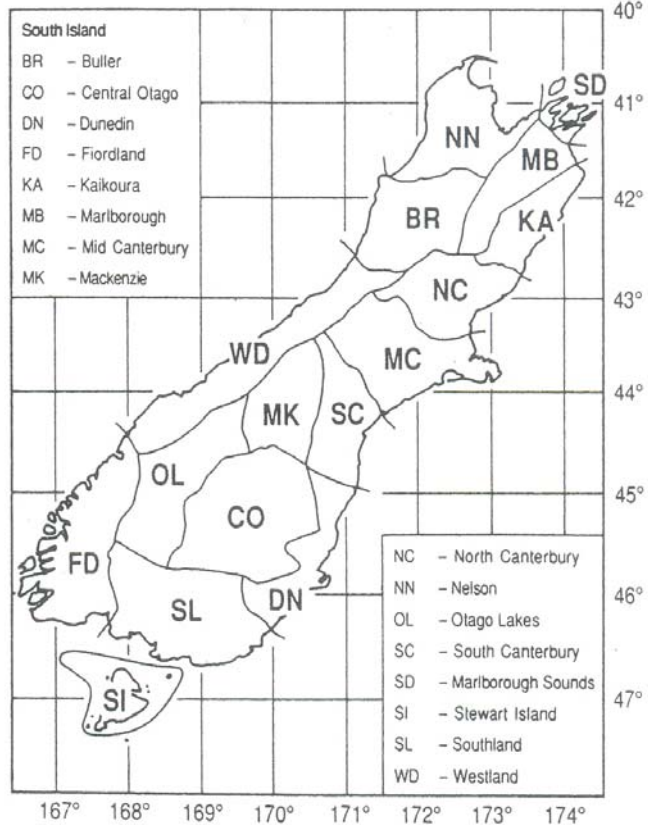 South Island
BR – Buller
CO – Central Otago
DN – Dunedin
FD – Fiordland
KA – Kaikoura
MB – Marlborough
MC – Mid Canterbury
MK – Mackenzie
40°
SD
41°
NN
MB
42°
BR
KA
NC
43°
WD
MC
44°
MK
SC
OL
45°
CO
FD
SL
DN
46°
SI
47°
NC – North Canterbury
NN – Nelson
OL – Otago Lakes
SC – South Canterbury
SD – Marlborough Sounds
SI – Stewart Island
SL – Southland
WD – Westland
167° 168° 169° 170° 171° 172° 173° 174°